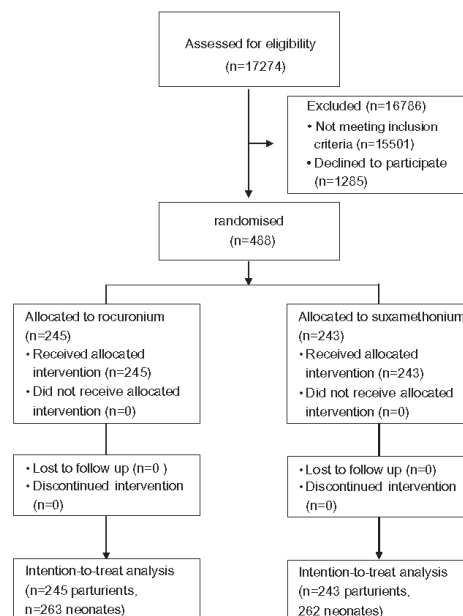 Assessed for eligibility
(n=17274)
Excluded (n=16786)
• Not meeting inclusion
criteria (n=15501)
• Declined to participate
(n=1285)
randomised
(n=488)
Allocated to rocuronium
(n=245)
• Received allocated
intervention (n=245)
• Did not receive allocated
intervention (n=0)
Allocated to suxamethonium
(n=243)
• Received allocated
intervention (n=243)
• Did not receive allocated
intervention (n=0)
• Lost to follow up (n=0 )
• Discontinued intervention
(n=0)
• Lost to follow up (n=0)
• Discontinued intervention
(n=0)
Intention-to-treat analysis
(n=245 parturients,
n=263 neonates)
Intention-to-treat analysis
(n=243 parturients,
262 neonates)